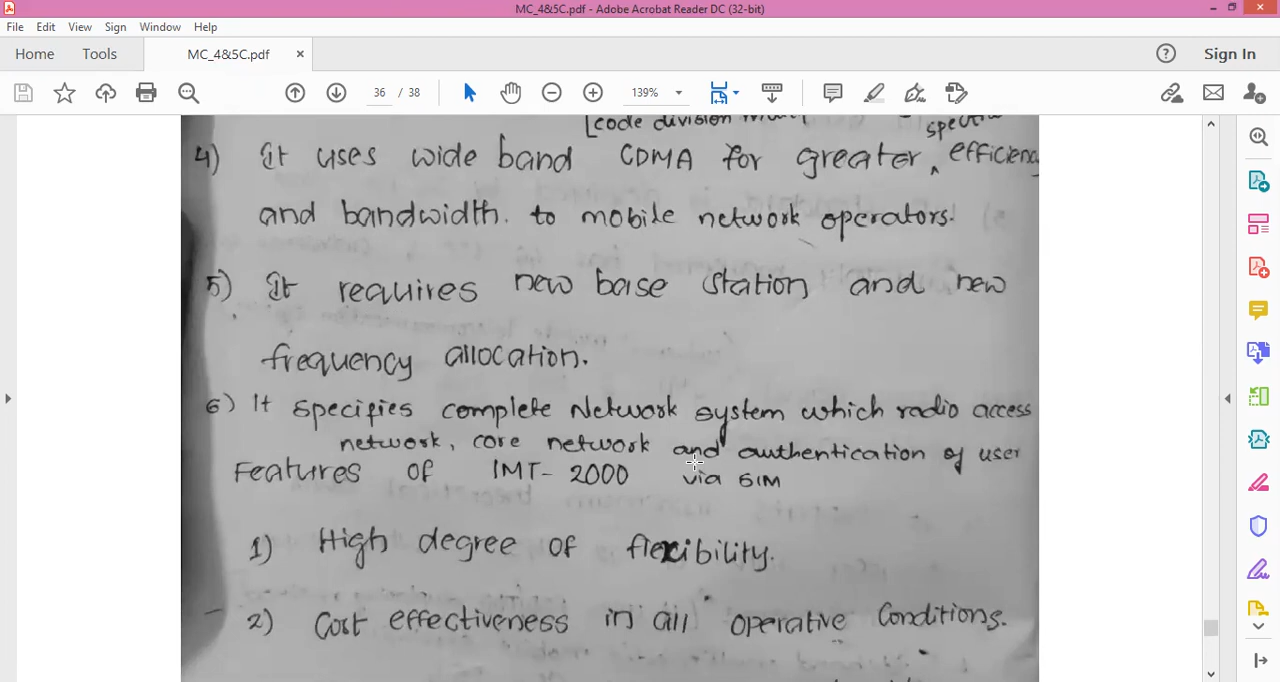 MC_4&5C.pdf - Adobe Acrobat Reader DC (32-bit)
File Edit View Sign Window Help
Home Tools MC_4&5C.pdf × Sign In
36 / 38 139%
[code division
4) It uses wide band CDMA for greater, efficiency
and bandwidth. to mobile network operators.
5) It requires new base station and new
frequency allocation.
6) It specifies complete Network system which radio access
network, core network and authentication of user
via SIM
Features of IMT-2000
1) High degree of flexibility.
2) Cost effectiveness in all operative Conditions.